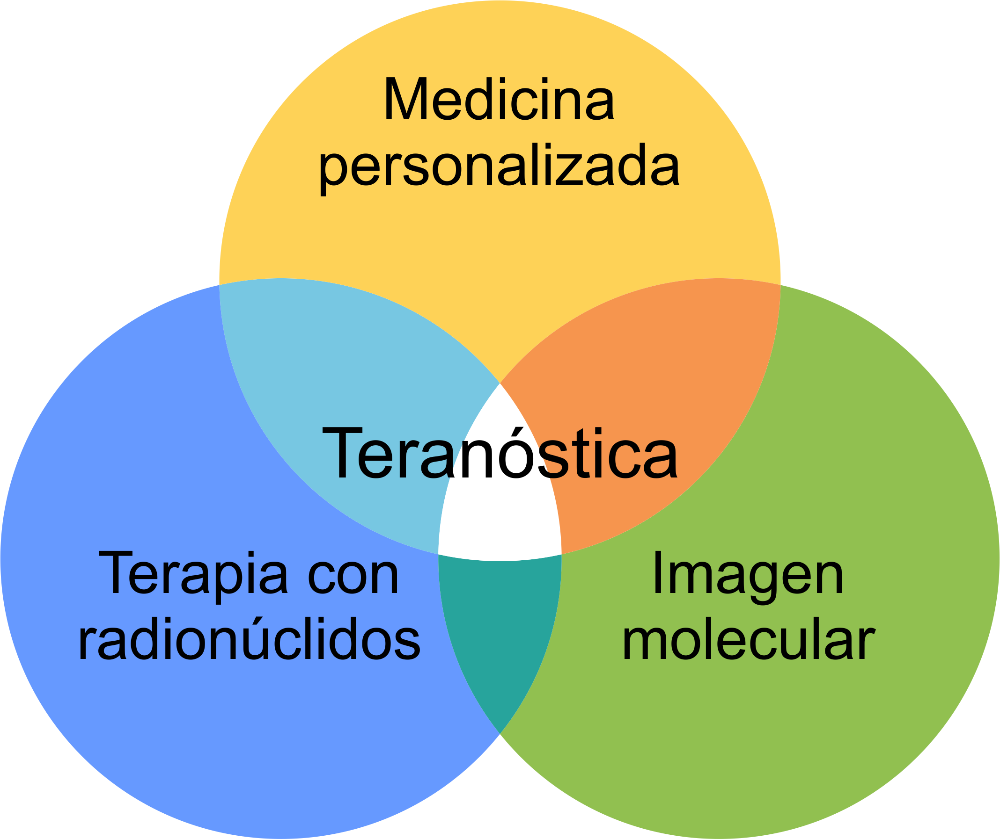 Medicina
personalizada
Teranóstica
Terapia con
radionúclidos
Imagen
molecular